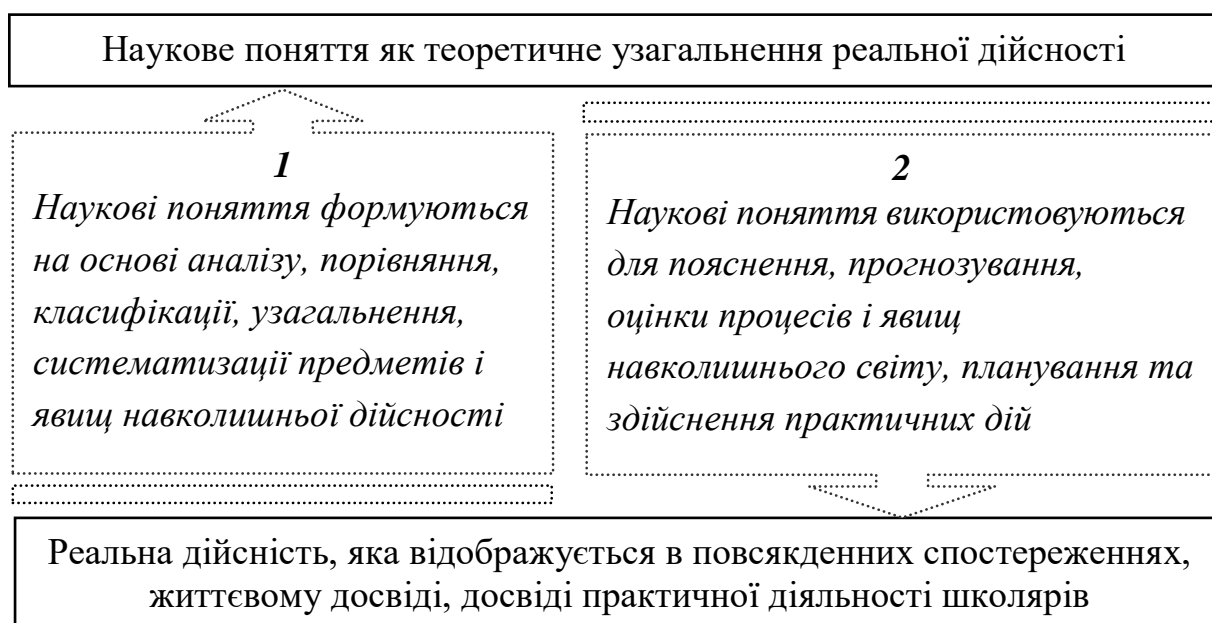 Наукове поняття як теоретичне узагальнення реальної дійсності
1
Наукові поняття формуються
на основі аналізу, порівняння,
класифікації, узагальнення,
систематизації предметів і
явищ навколишньої дійсності
2
Наукові поняття використовуються
для пояснення, прогнозування,
оцінки процесів і явищ
навколишнього світу, планування та
здійснення практичних дій
Реальна дійсність, яка відображується в повсякденних спостереженнях,
життєвому досвіді, досвіді практичної діяльності школярів